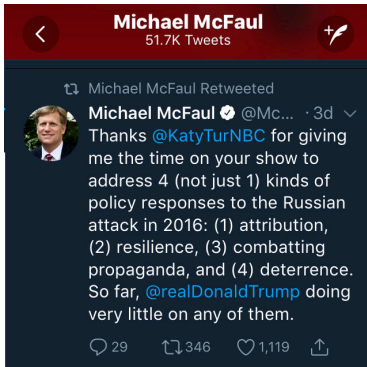 Michael McFaul
51.7K Tweets
Michael McFaul Retweeted
Michael McFaul @Mc... · 3d
Thanks @KatyTurNBC for giving
me the time on your show to
address 4 (not just 1) kinds of
policy responses to the Russian
attack in 2016: (1) attribution,
(2) resilience, (3) combatting
propaganda, and (4) deterrence.
So far, @realDonaldTrump doing
very little on any of them.
29 346 1,119